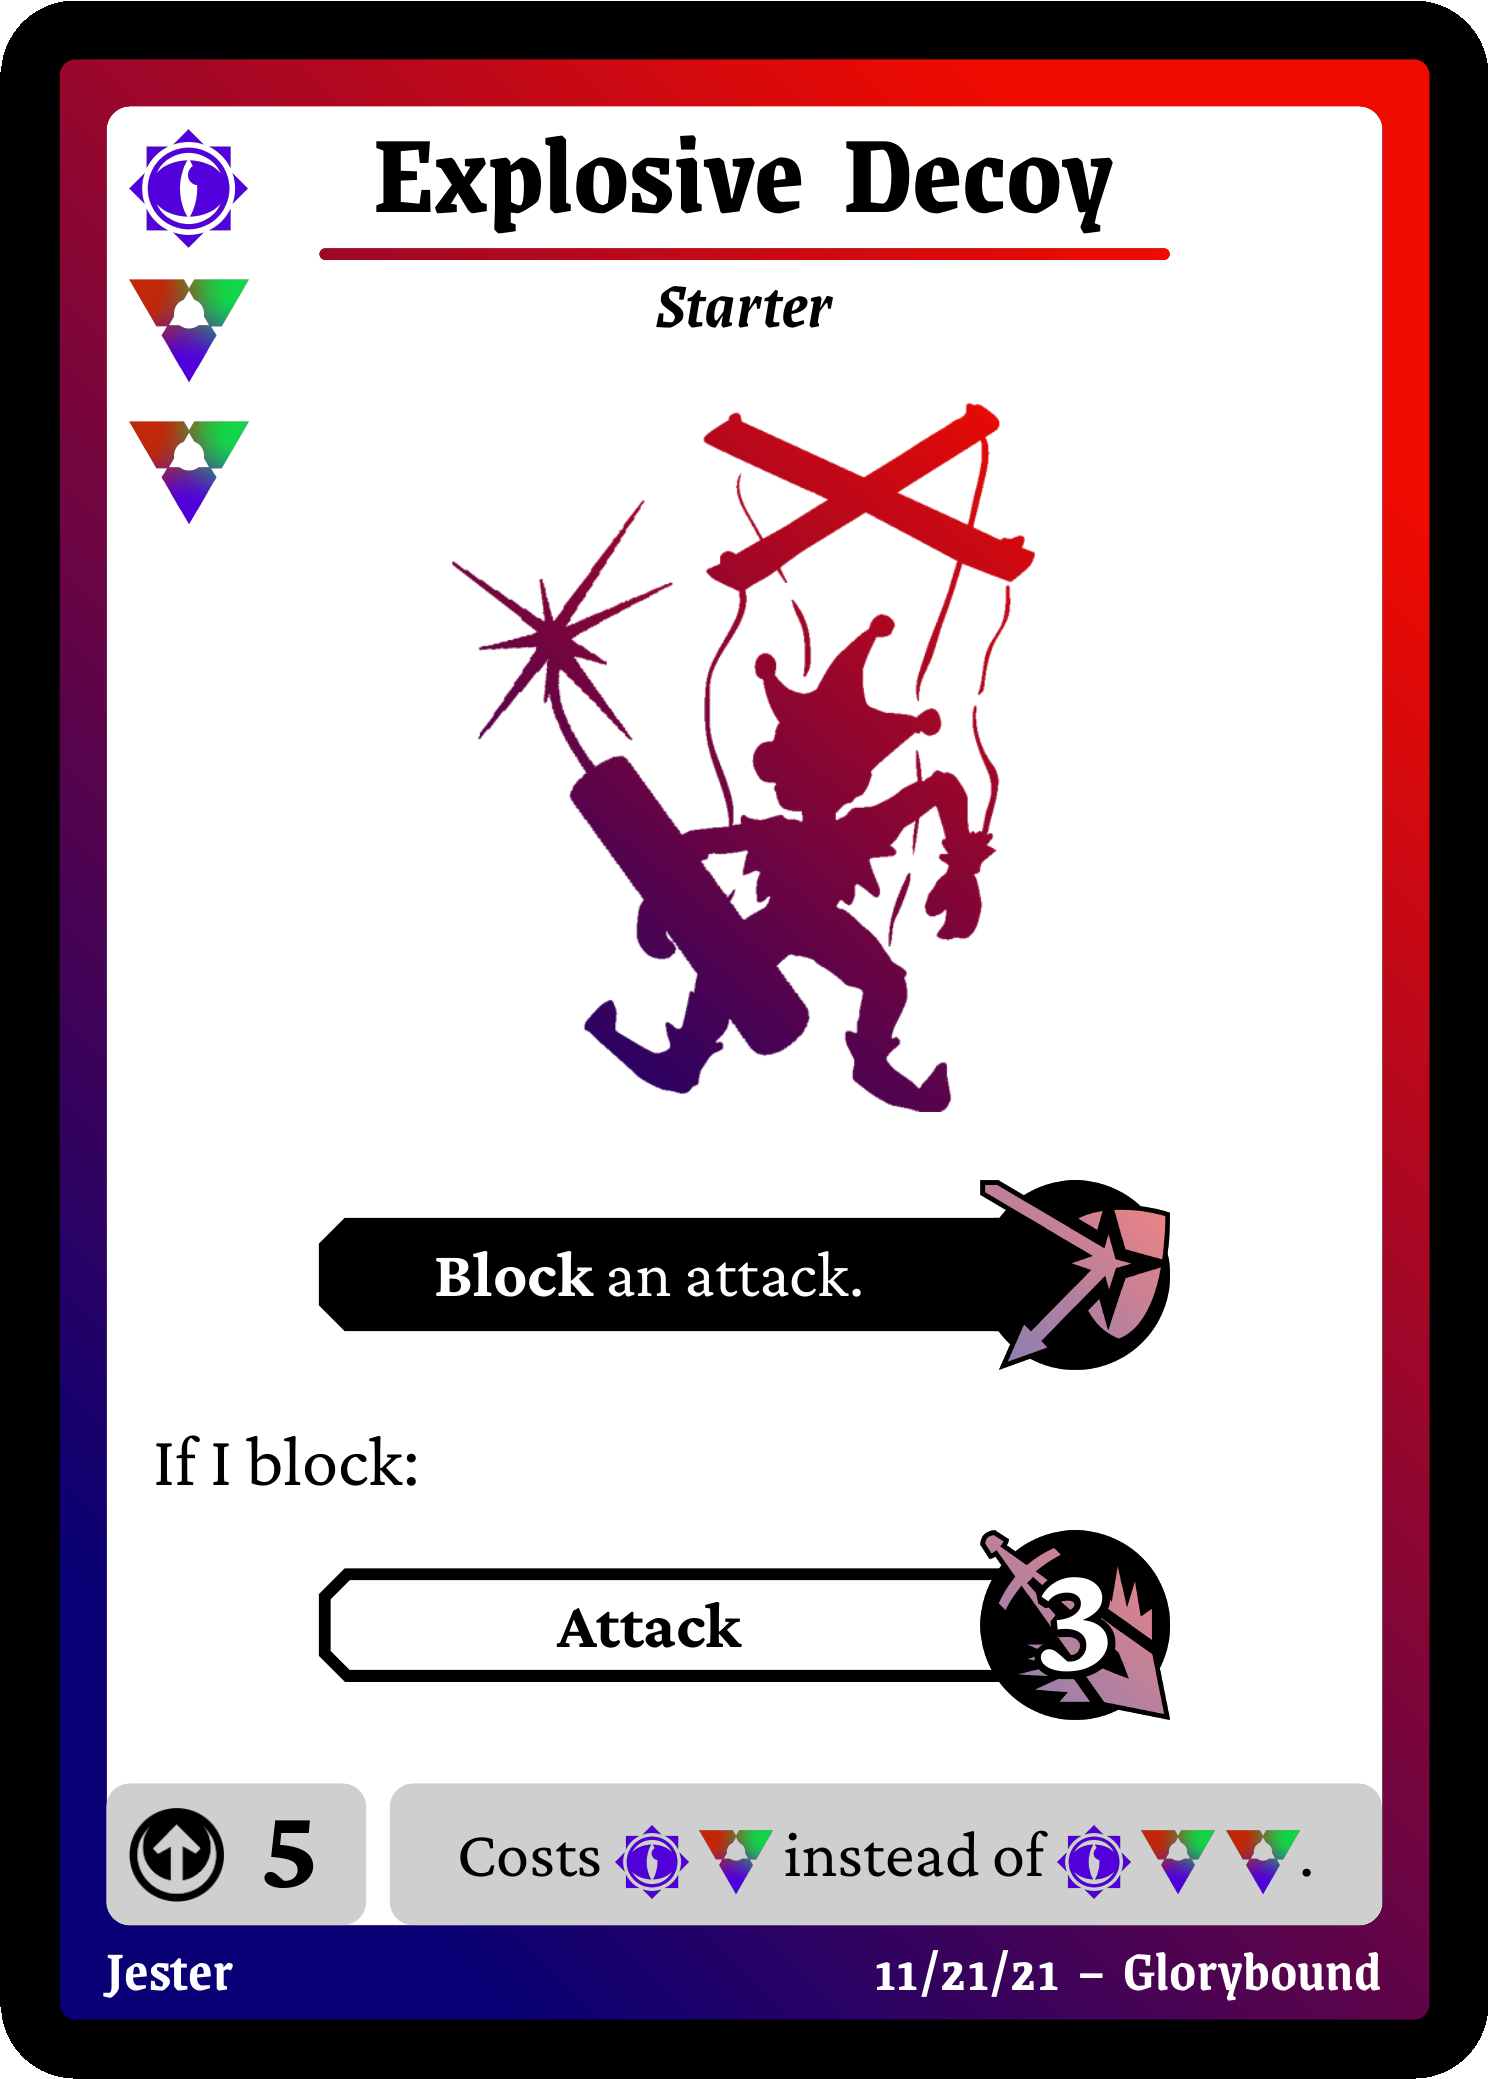 Explosive Decoy
Starter
Block an attack.
If I block:
Attack 3
5 Costs instead of .
Jester 11/21/21 – Glorybound